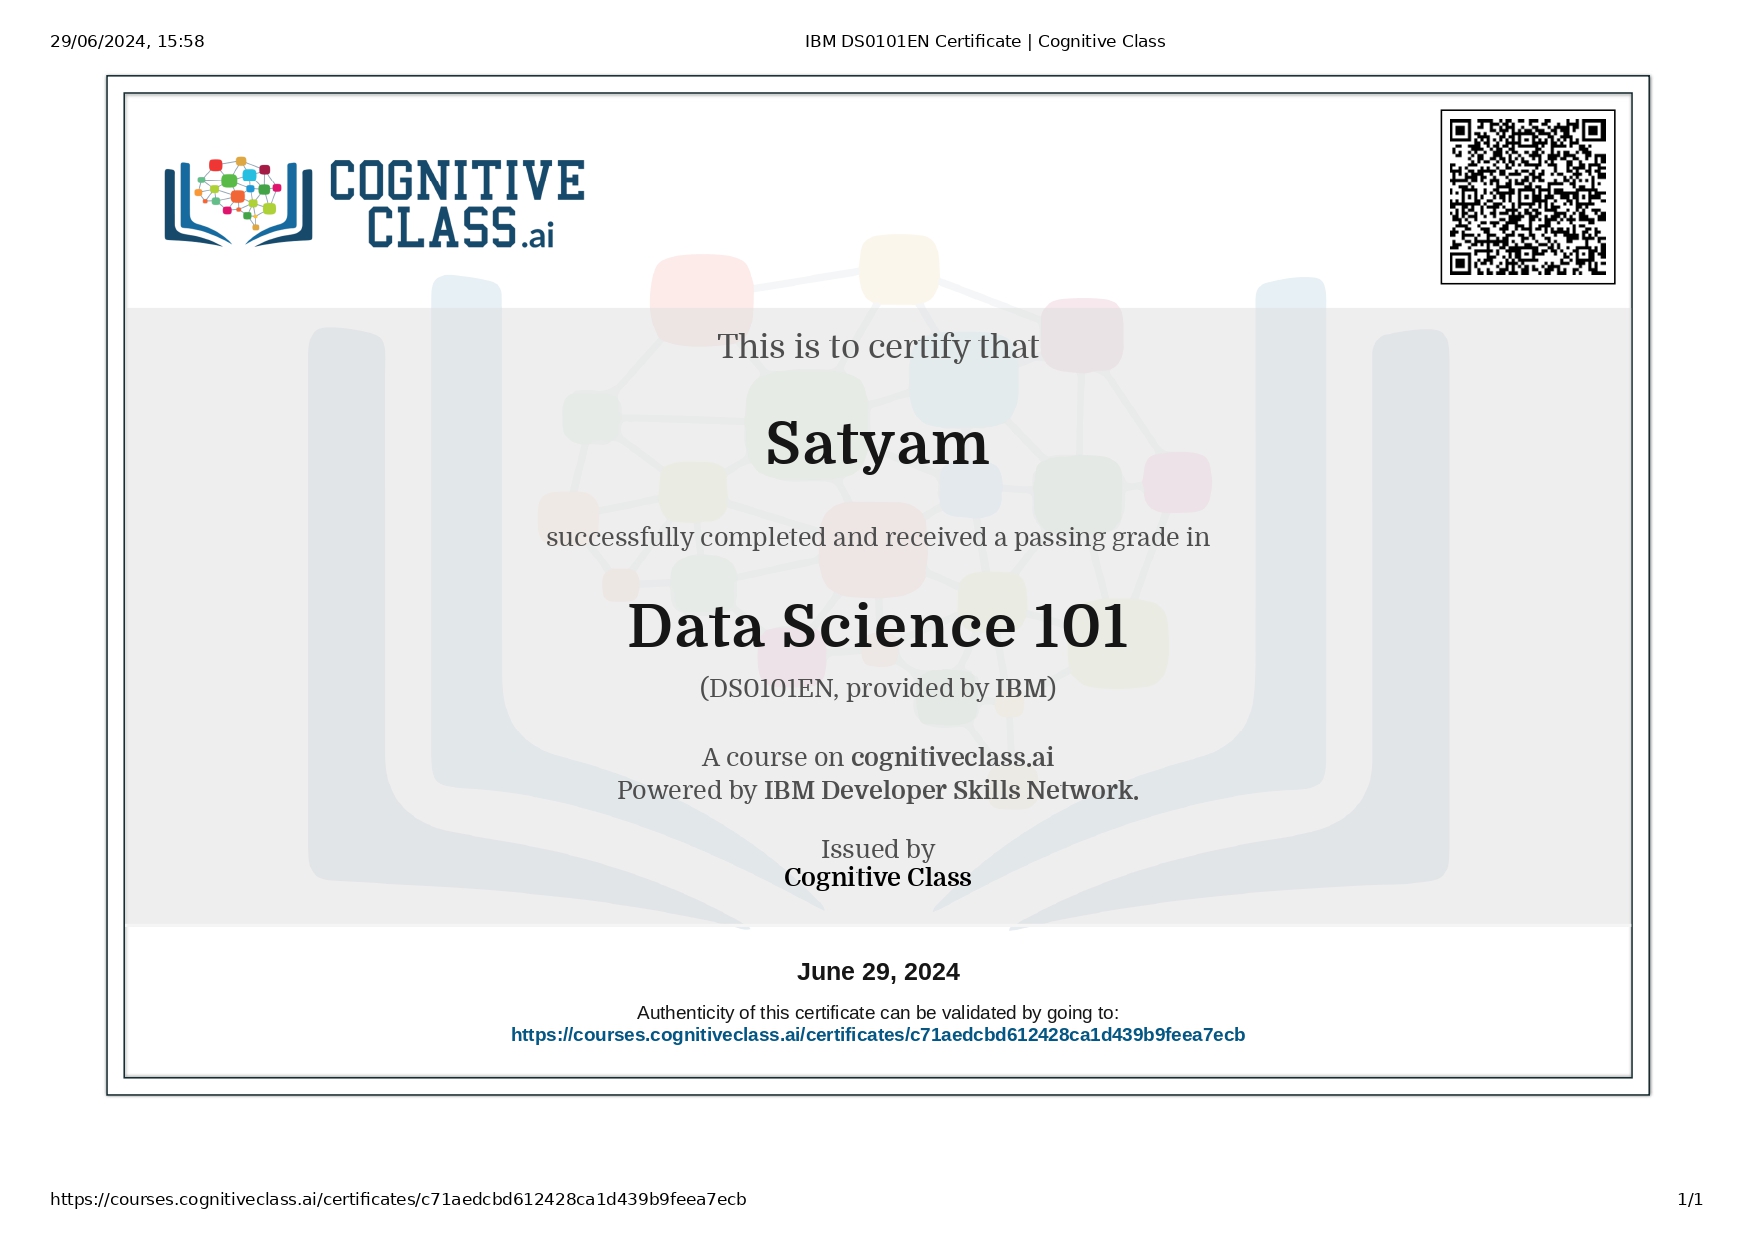 29/06/2024, 15:58
IBM DS0101EN Certificate | Cognitive Class
COGNITIVE
CLASS.ai
This is to certify that
Satyam
successfully completed and received a passing grade in
Data Science 101
(DS0101EN, provided by IBM)
A course on cognitiveclass.ai
Powered by IBM Developer Skills Network.
Issued by
Cognitive Class
June 29, 2024
Authenticity of this certificate can be validated by going to:
https://courses.cognitiveclass.ai/certificates/c71aedcbd612428ca1d439b9feea7ecb
https://courses.cognitiveclass.ai/certificates/c71aedcbd612428ca1d439b9feea7ecb
1/1